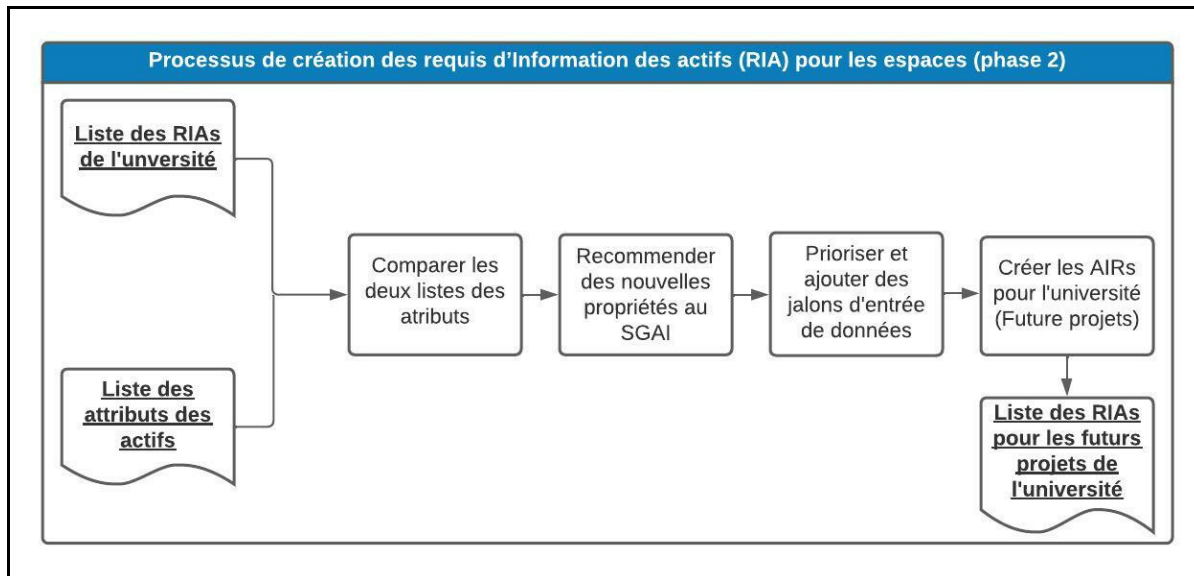 Processus de création des requis d’Information des actifs (RIA) pour les espaces (phase 2)
Liste des RIAs
de l'unversité
Liste des
attributs des
actifs
Comparer les
deux listes des
atributs
Recommender
des nouvelles
propriétés au
SGAI
Prioriser et
ajouter des
jalons d'entrée
de données
Créer les AIRs
pour l'université
(Future projets)
Liste des RIAs
pour les futurs
projets de
l'université